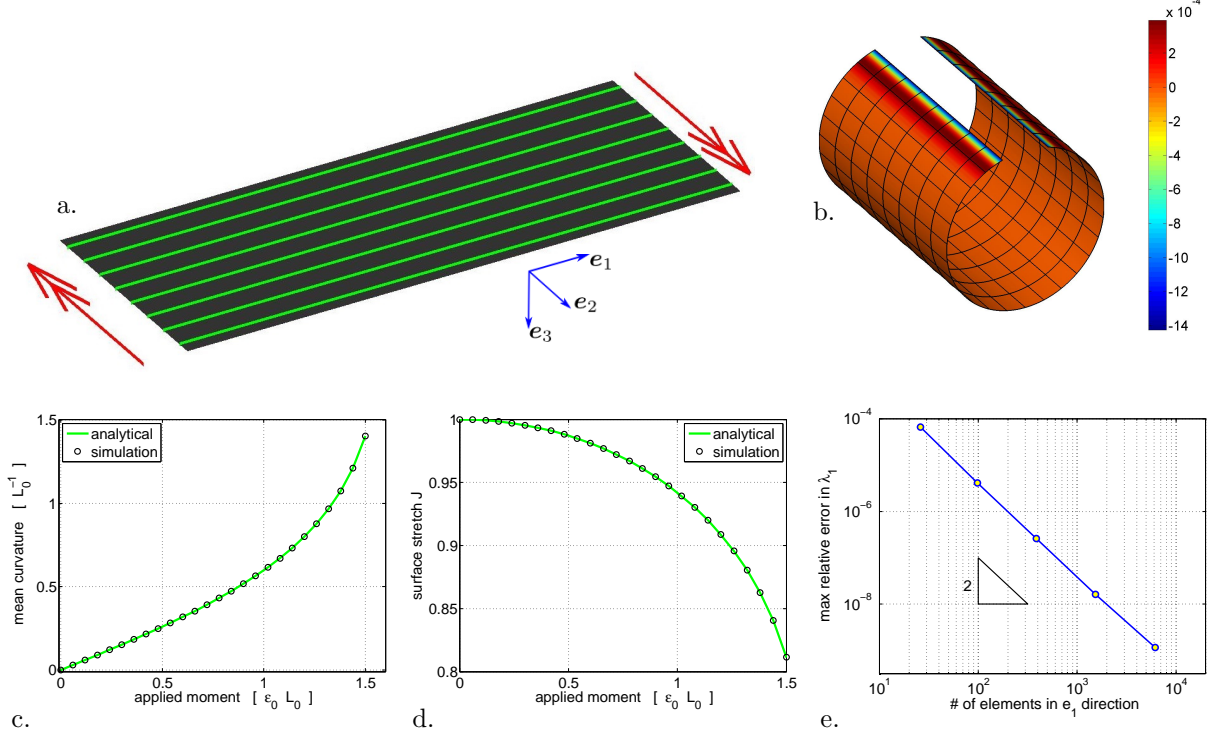 a.
e1
e2
e3
b.
x 10^-4
2
0
-2
-4
-6
-8
-10
-12
-14
mean curvature [ L0^-1 ]
1.5
1
0.5
0
analytical
simulation
0
0.5
1
1.5
applied moment [ ε0 L0 ]
c.
surface stretch J
1
0.95
0.9
0.85
0.8
analytical
simulation
0
0.5
1
1.5
applied moment [ ε0 L0 ]
d.
max relative error in λ1
10^-4
10^-6
10^-8
2
10^1
10^2
10^3
10^4
# of elements in e1 direction
e.